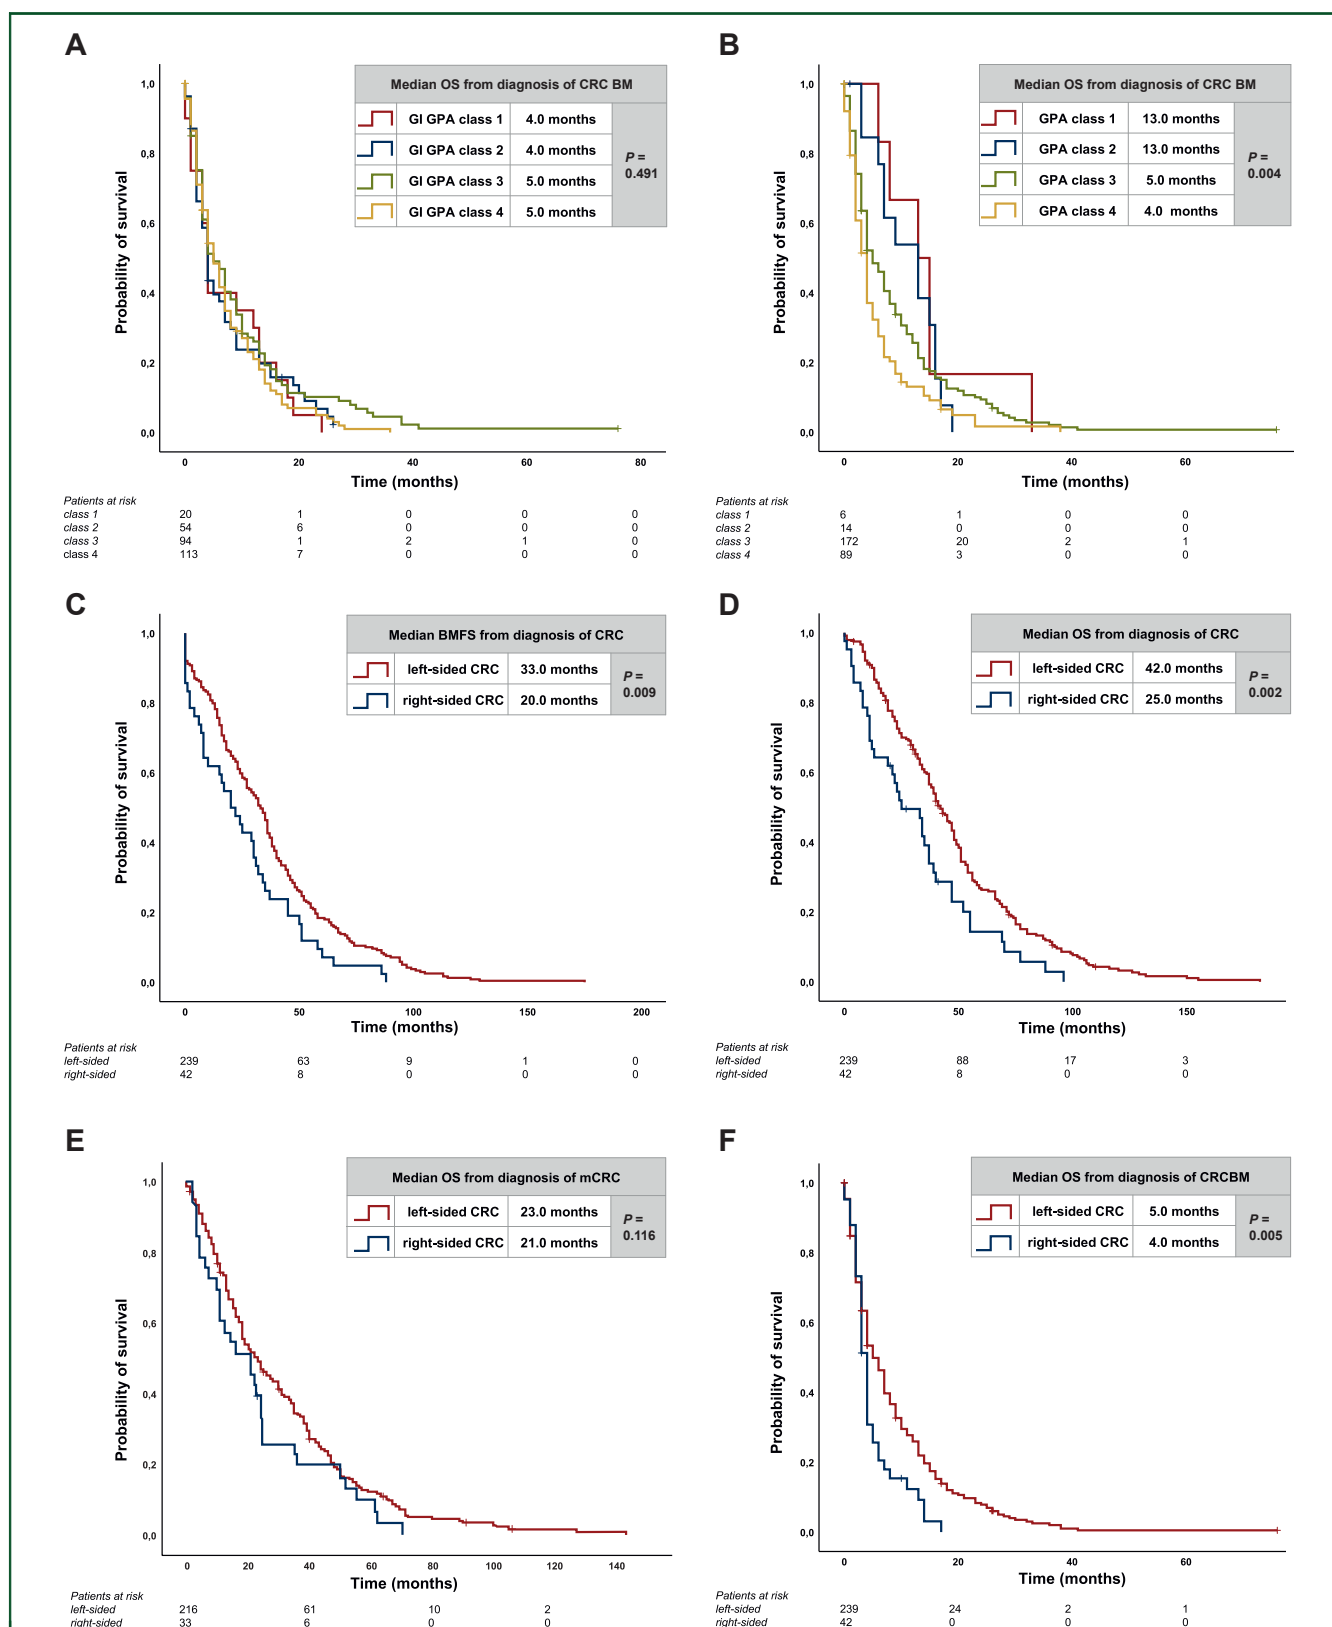 A
Median OS from diagnosis of CRC BM
GI GPA class 1 4.0 months
GI GPA class 2 4.0 months
GI GPA class 3 5.0 months
GI GPA class 4 5.0 months
P =
0.491
Probability of survival
1,0
0,8
0,6
0,4
0,2
0,0
0 20 40 60 80
Time (months)
Patients at risk
class 1 20 1 0 0 0
class 2 54 6 0 0 0
class 3 94 1 2 1 0
class 4 113 7 0 0 0
B
Median OS from diagnosis of CRC BM
GPA class 1 13.0 months
GPA class 2 13.0 months
GPA class 3 5.0 months
GPA class 4 4.0 months
P =
0.004
Probability of survival
1,0
0,8
0,6
0,4
0,2
0,0
0 20 40 60
Time (months)
Patients at risk
class 1 6 1 0 0
class 2 14 0 0 0
class 3 172 20 2 1
class 4 89 3 0 0
C
Median BMFS from diagnosis of CRC
left-sided CRC 33.0 months
right-sided CRC 20.0 months
P =
0.009
Probability of survival
1,0
0,8
0,6
0,4
0,2
0,0
0 50 100 150 200
Time (months)
Patients at risk
left-sided 239 63 9 1 0
right-sided 42 8 0 0 0
D
Median OS from diagnosis of CRC
left-sided CRC 42.0 months
right-sided CRC 25.0 months
P =
0.002
Probability of survival
1,0
0,8
0,6
0,4
0,2
0,0
0 50 100 150
Time (months)
Patients at risk
left-sided 239 88 17 3
right-sided 42 8 0 0
E
Median OS from diagnosis of mCRC
left-sided CRC 23.0 months
right-sided CRC 21.0 months
P =
0.116
Probability of survival
1,0
0,8
0,6
0,4
0,2
0,0
0 20 40 60 80 100 120 140
Time (months)
Patients at risk
left-sided 216 61 10 2
right-sided 33 6 0 0
F
Median OS from diagnosis of CRCBM
left-sided CRC 5.0 months
right-sided CRC 4.0 months
P =
0.005
Probability of survival
1,0
0,8
0,6
0,4
0,2
0,0
0 20 40 60
Time (months)
Patients at risk
left-sided 239 24 2 1
right-sided 42 0 0 0